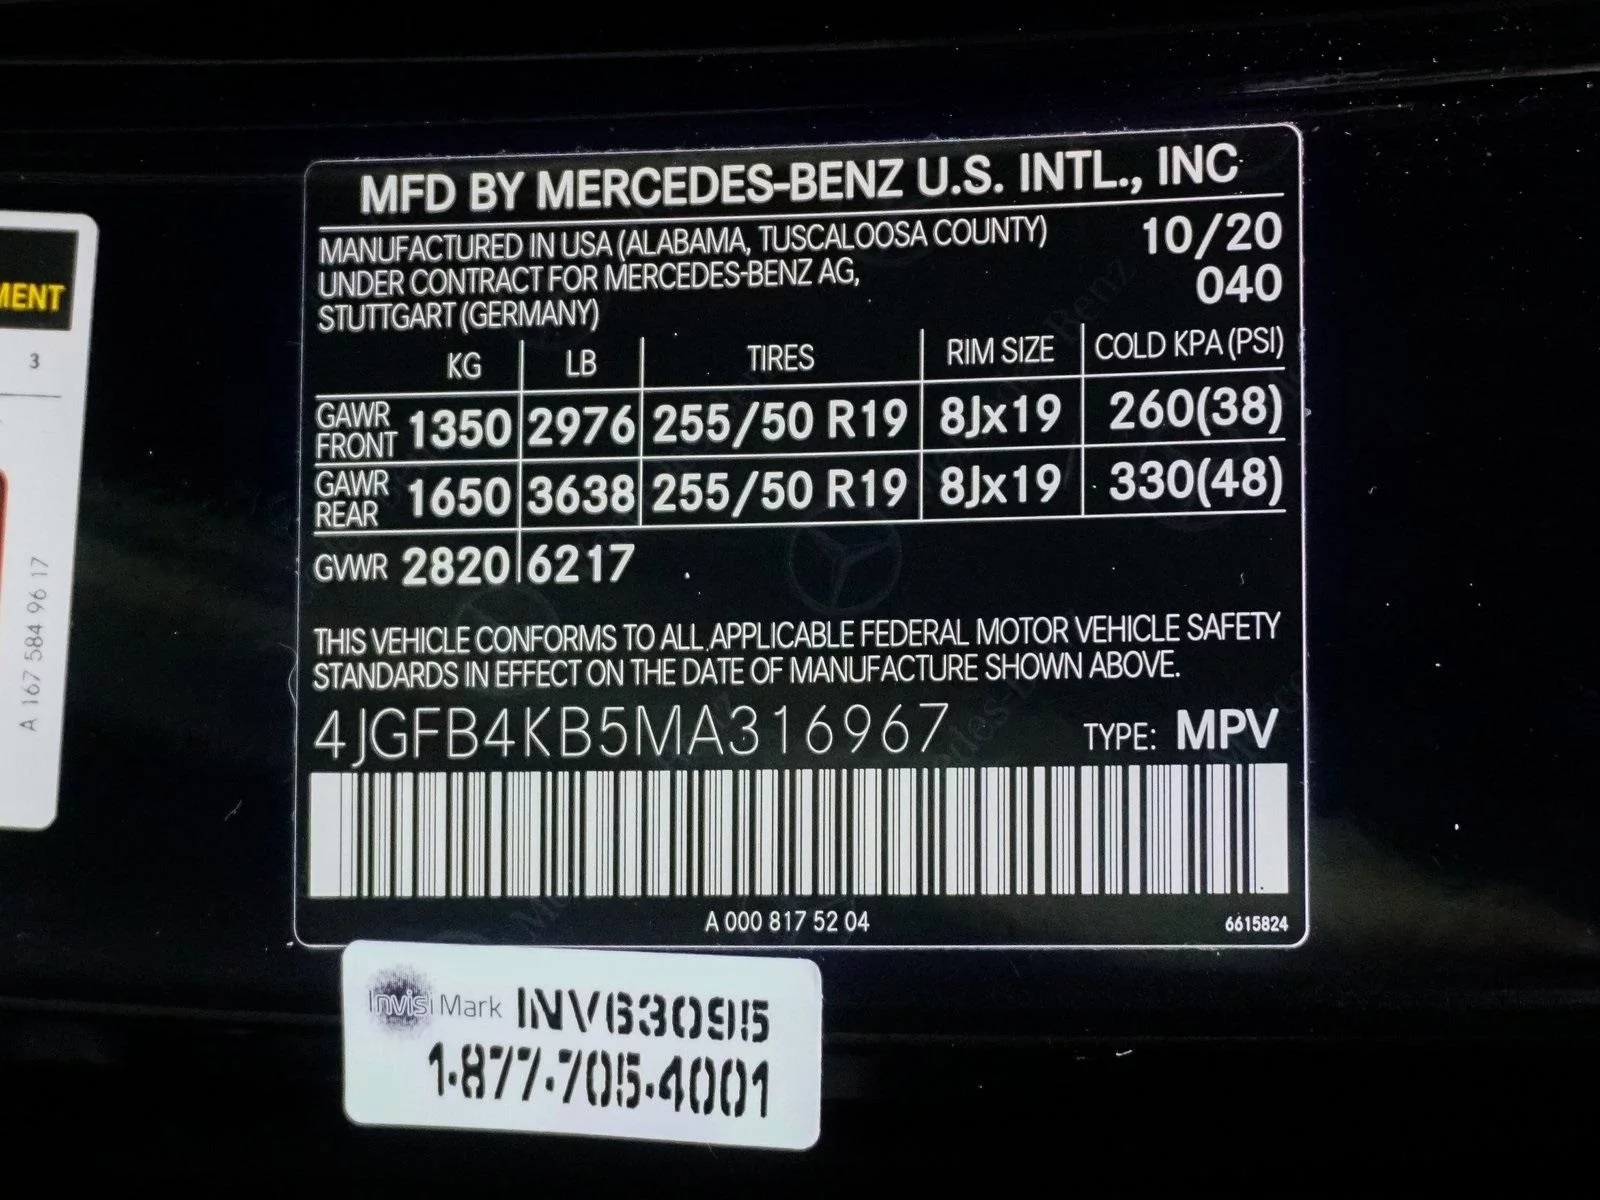 MFD BY MERCEDES-BENZ U.S. INTL., INC
MANUFACTURED IN USA (ALABAMA, TUSCALOOSA COUNTY) 10/20
UNDER CONTRACT FOR MERCEDES-BENZ AG, 040
STUTTGART (GERMANY)
KG LB TIRES RIM SIZE COLD KPA (PSI)
GAWR FRONT 1350 2976 255/50 R19 8Jx19 260(38)
GAWR REAR 1650 3638 255/50 R19 8Jx19 330(48)
GVWR 2820 6217
THIS VEHICLE CONFORMS TO ALL APPLICABLE FEDERAL MOTOR VEHICLE SAFETY
STANDARDS IN EFFECT ON THE DATE OF MANUFACTURE SHOWN ABOVE.
4JGFB4KB5MA316967 TYPE: MPV
A 000 817 52 04 6615824
InvisiMark INV63095
1-877-705-4001
3
A 167 584 96 17